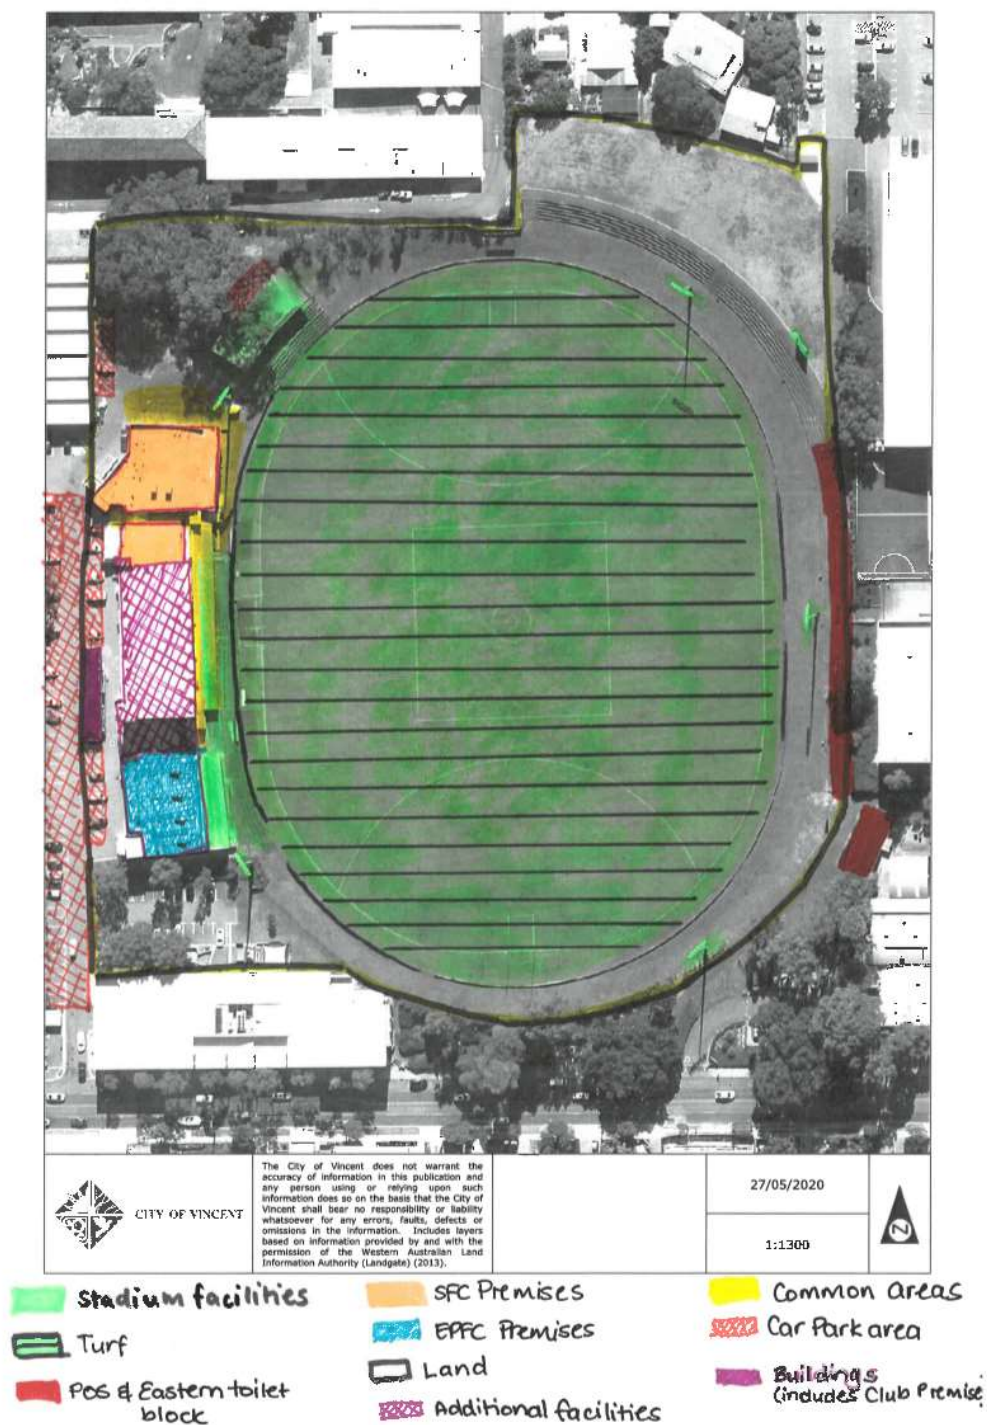 CITY OF VINCENT
The City of Vincent does not warrant the
accuracy of information in this publication and
any person using or relying upon such
information does so on the basis that the City of
Vincent shall bear no responsibility or liability
whatsoever for any errors, faults, defects or
omissions in the information. Includes layers
based on information provided by and with the
permission of the Western Australian Land
Information Authority (Landgate) (2013).
27/05/2020
1:1300
N
Stadium facilities
SFC Premises
Common areas
Turf
EPFC Premises
Car Park area
POS & Eastern toilet
block
Land
Buildings
(includes Club Premise
Additional facilities